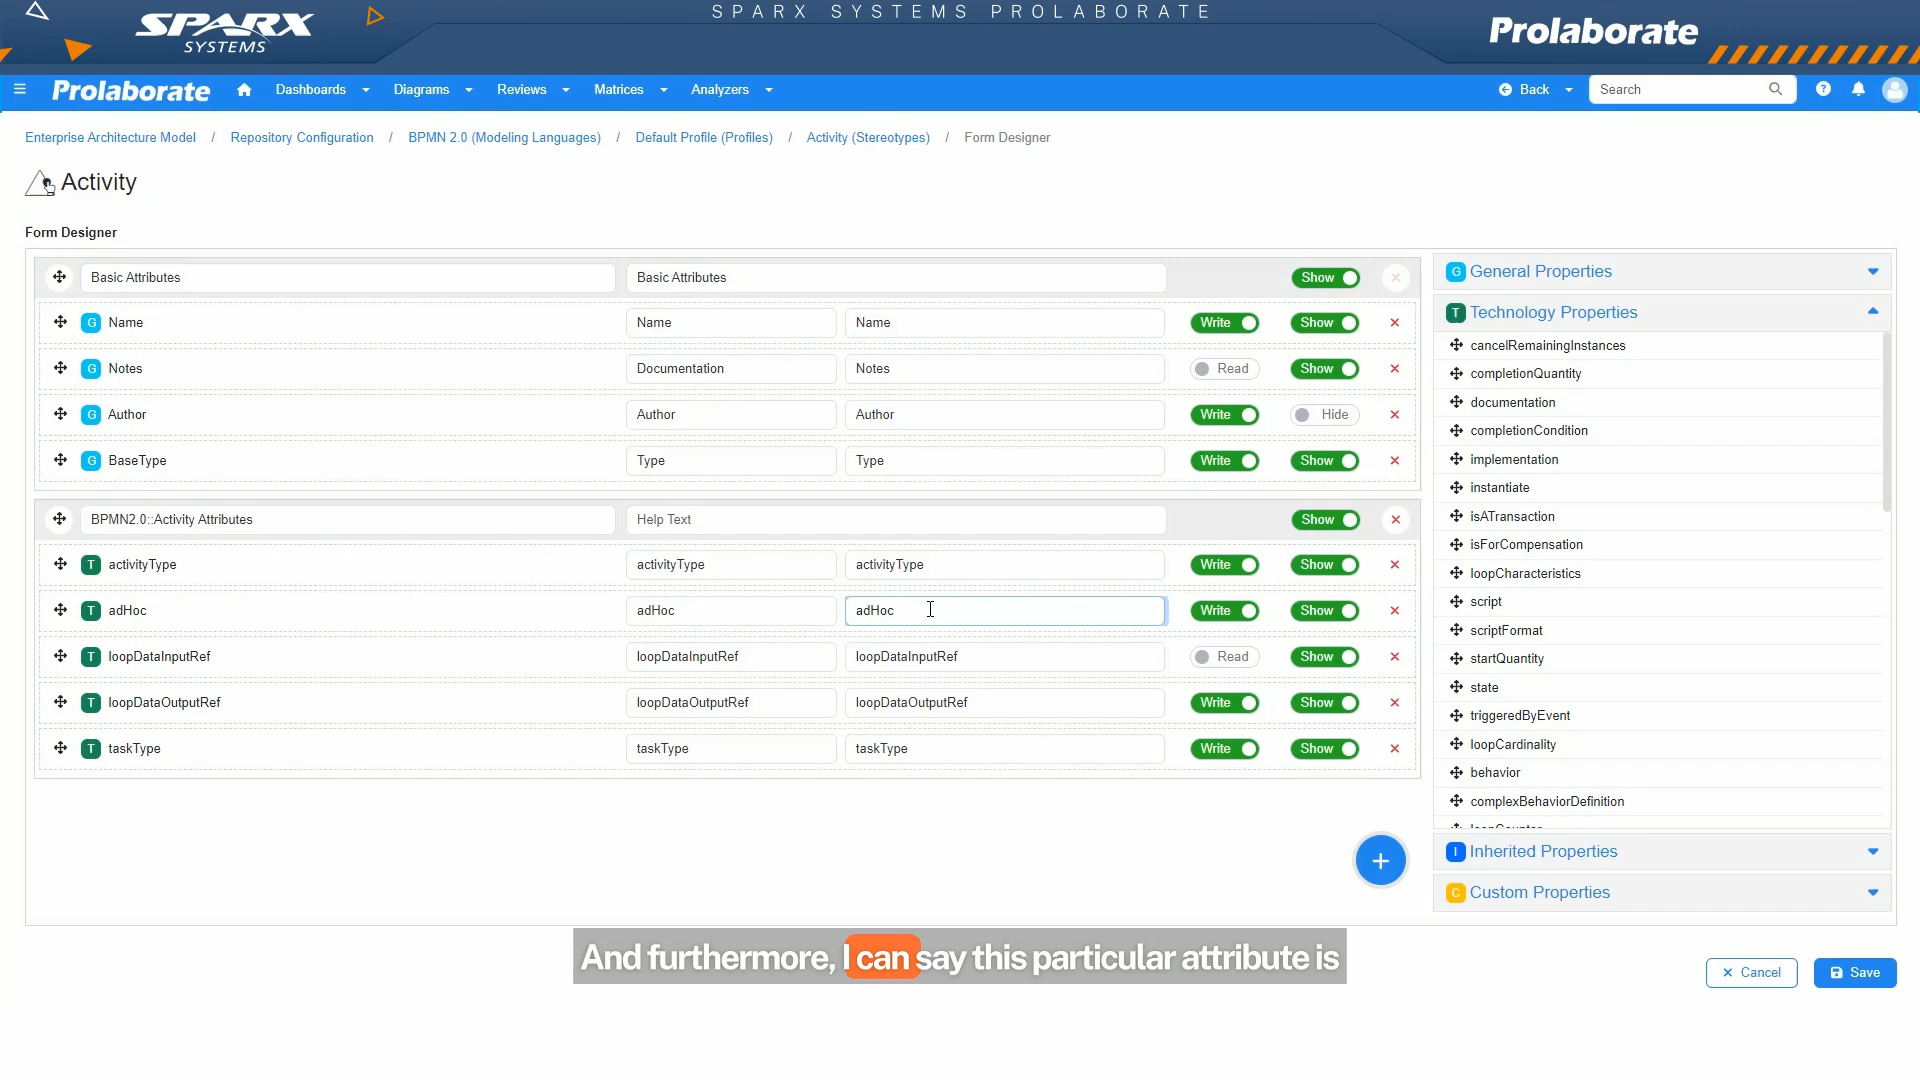 SPARX SYSTEMS PROLABORATE
SPARX
SYSTEMS
Prolaborate
Prolaborate
Dashboards
Diagrams
Reviews
Matrices
Analyzers
Back
Search
Enterprise Architecture Model / Repository Configuration / BPMN 2.0 (Modeling Languages) / Default Profile (Profiles) / Activity (Stereotypes) / Form Designer
Activity
Form Designer
Basic Attributes Basic Attributes Show
G Name Name Name Write Show
G Notes Documentation Notes Read Show
G Author Author Author Write Hide
G BaseType Type Type Write Show
BPMN2.0::Activity Attributes Help Text Show
T activityType activityType activityType Write Show
T adHoc adHoc adHoc Write Show
T loopDataInputRef loopDataInputRef loopDataInputRef Read Show
T loopDataOutputRef loopDataOutputRef loopDataOutputRef Write Show
T taskType taskType taskType Write Show
G General Properties
T Technology Properties
cancelRemainingInstances
completionQuantity
documentation
completionCondition
implementation
instantiate
isATransaction
isForCompensation
loopCharacteristics
script
scriptFormat
startQuantity
state
triggeredByEvent
loopCardinality
behavior
complexBehaviorDefinition
I Inherited Properties
C Custom Properties
And furthermore, I can say this particular attribute is
Cancel
Save